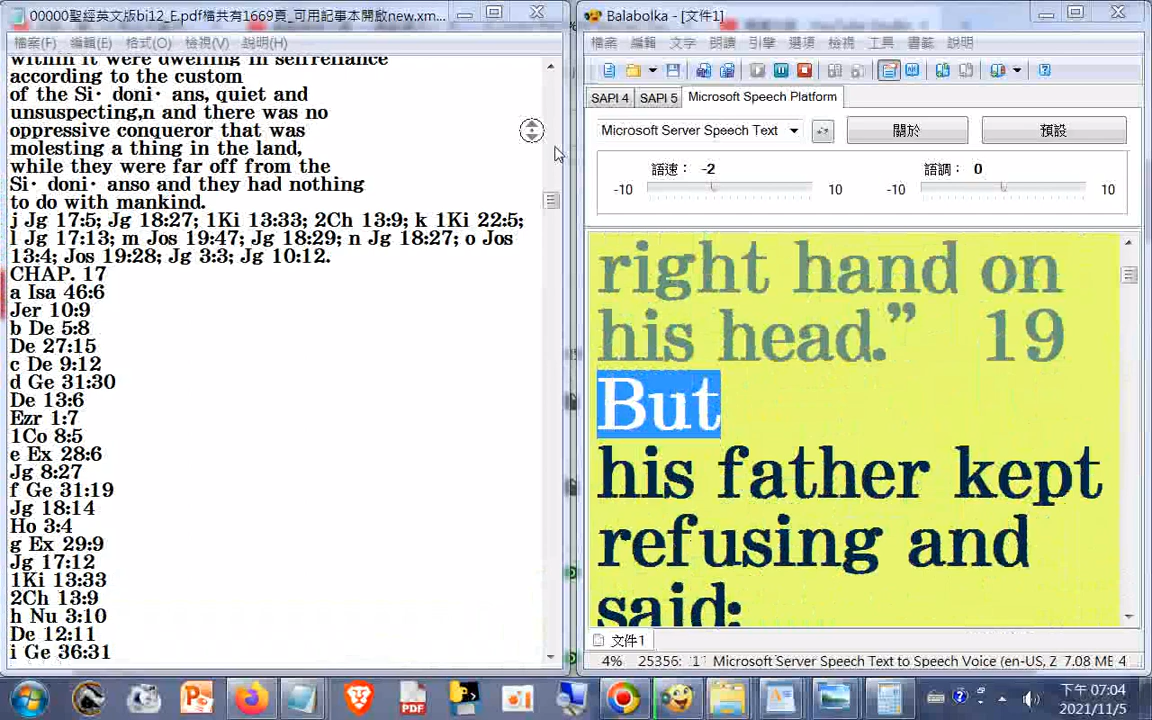 00000聖經英文版bi12_E.pdf檔共有1669頁_可用記事本開啟new.xm...
檔案(F) 編輯(E) 格式(O) 檢視(V) 說明(H)
within it were dwelling in selfreliance
according to the custom
of the Si· doni· ans, quiet and
unsuspecting,n and there was no
oppressive conqueror that was
molesting a thing in the land,
while they were far off from the
Si· doni· anso and they had nothing
to do with mankind.
j Jg 17:5; Jg 18:27; 1Ki 13:33; 2Ch 13:9; k 1Ki 22:5;
l Jg 17:13; m Jos 19:47; Jg 18:29; n Jg 18:27; o Jos
13:4; Jos 19:28; Jg 3:3; Jg 10:12.
CHAP. 17
a Isa 46:6
Jer 10:9
b De 5:8
De 27:15
c De 9:12
d Ge 31:30
De 13:6
Ezr 1:7
1Co 8:5
e Ex 28:6
Jg 8:27
f Ge 31:19
Jg 18:14
Ho 3:4
g Ex 29:9
Jg 17:12
1Ki 13:33
2Ch 13:9
h Nu 3:10
De 12:11
i Ge 36:31
Balabolka - [文件1]
檔案 編輯 文字 朗讀 引擎 選項 檢視 工具 書籤 說明
SAPI 4 SAPI 5 Microsoft Speech Platform
Microsoft Server Speech Text 關於 預設
語速: -2 語調: 0
-10 10 -10 10
right hand on
his head.” 19
But
his father kept
refusing and
said:
文件1
4% 25356: 1 Microsoft Server Speech Text to Speech Voice (en-US, Z 7.08 ME 4
PDF
下午 07:04
2021/11/5